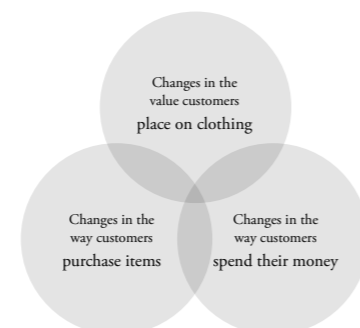 Changes in the
value customers
place on clothing
Changes in the
way customers
purchase items
Changes in the
way customers
spend their money